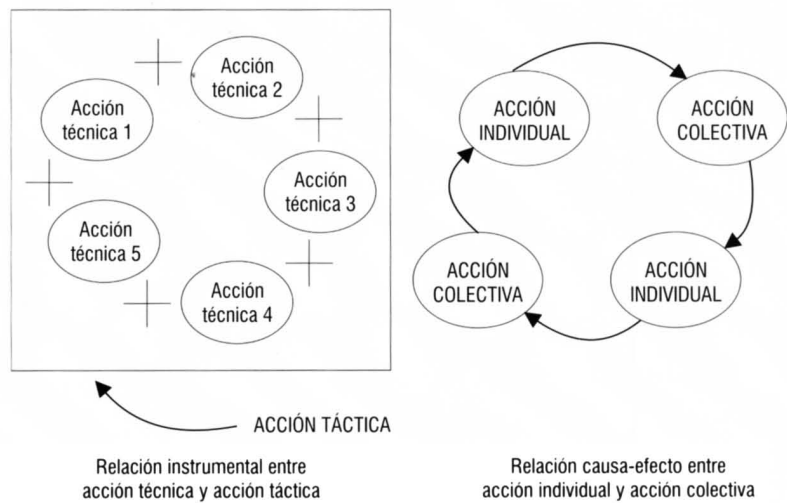 Acción
técnica 1
Acción
técnica 2
Acción
técnica 3
Acción
técnica 4
Acción
técnica 5
ACCIÓN TÁCTICA
Relación instrumental entre
acción técnica y acción táctica
ACCIÓN
INDIVIDUAL
ACCIÓN
COLECTIVA
ACCIÓN
INDIVIDUAL
ACCIÓN
COLECTIVA
Relación causa-efecto entre
acción individual y acción colectiva